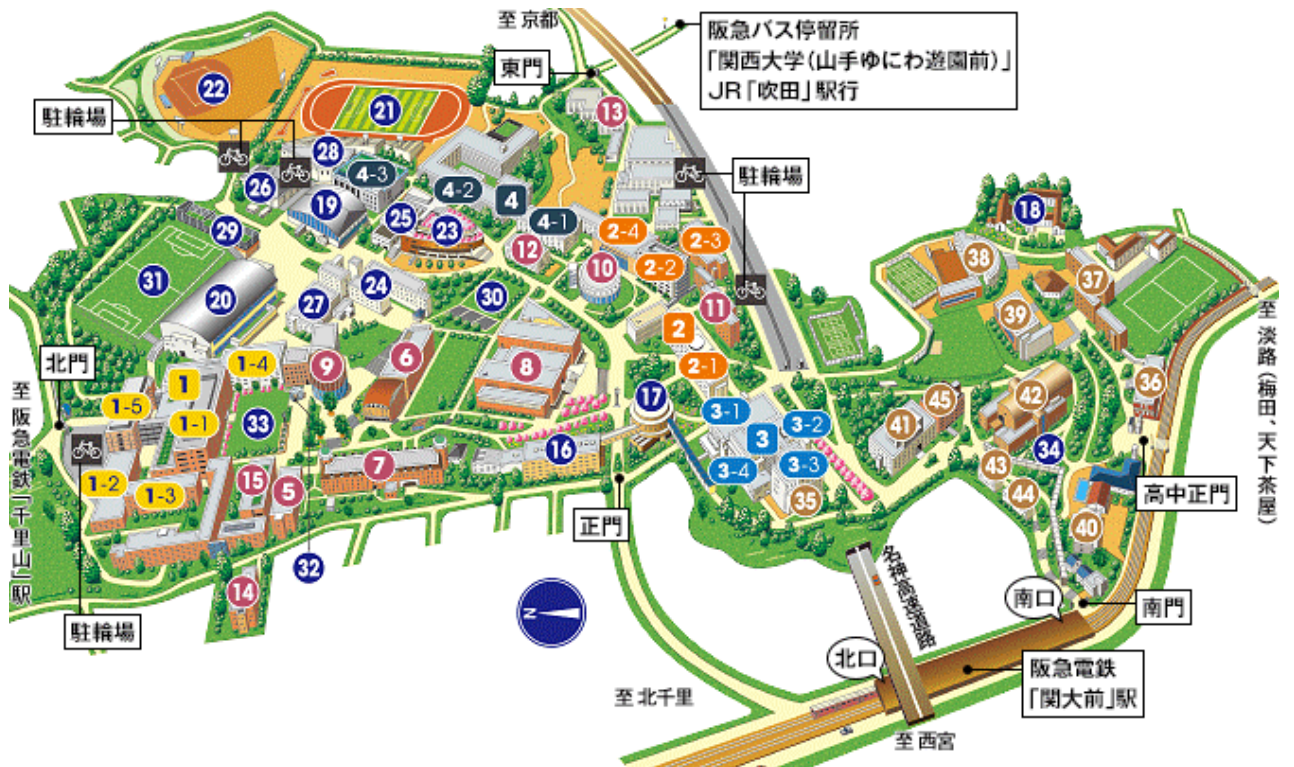 至 京都
阪急バス停留所
「関西大学(山手ゆにわ遊園前)」
JR「吹田」駅行
東門
22
21
13
駐輪場
28
4-3
26
4-2
駐輪場
19
4
18
25
23
4-1
29
2-4
2-3
12
38
10
2-2
37
31
20
24
30
27
11
39
2
至 淡路(梅田、天下茶屋)
北門
1-4
9
6
8
2-1
1
36
42
45
17
1-5
3-1
1-1
33
3-2
41
3
16
34
7
3-4
3-3
43
15
1-2
1-3
5
44
35
高中正門
正門
40
至 阪急電鉄「千里山」駅
32
14
N
名神高速道路
南口
南門
駐輪場
北口
阪急電鉄
「関大前」駅
至 北千里
至 西宮